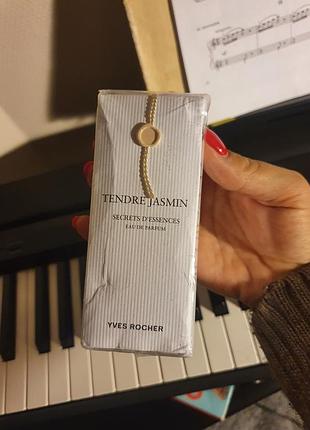 TENDRE JASMIN
SECRETS D'ESSENCES
EAU DE PARFUM
YVES ROCHER